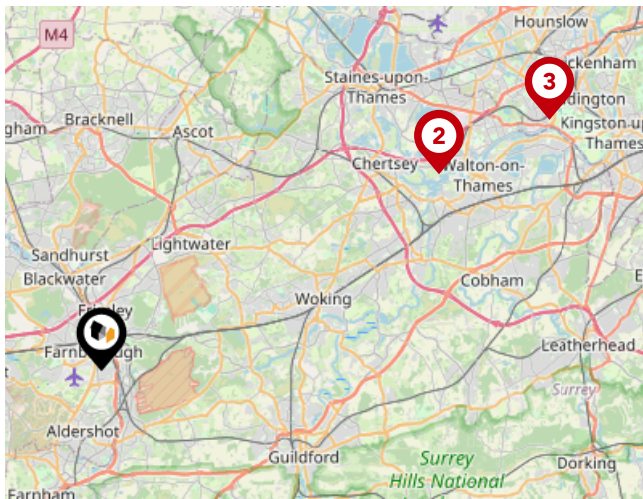 Hounslow
M4
3
ckenham
Staines-upon-
Thames
ddington
Bracknell
2
Kingston-up
Thames
gham
Ascot
Chertsey
Walton-on-
Thames
Lightwater
Sandhurst
Blackwater
Cobham
Woking
Leatherhead
Surrey
Aldershot
Guildford
Surrey
Hills National
Dorking
Farnham